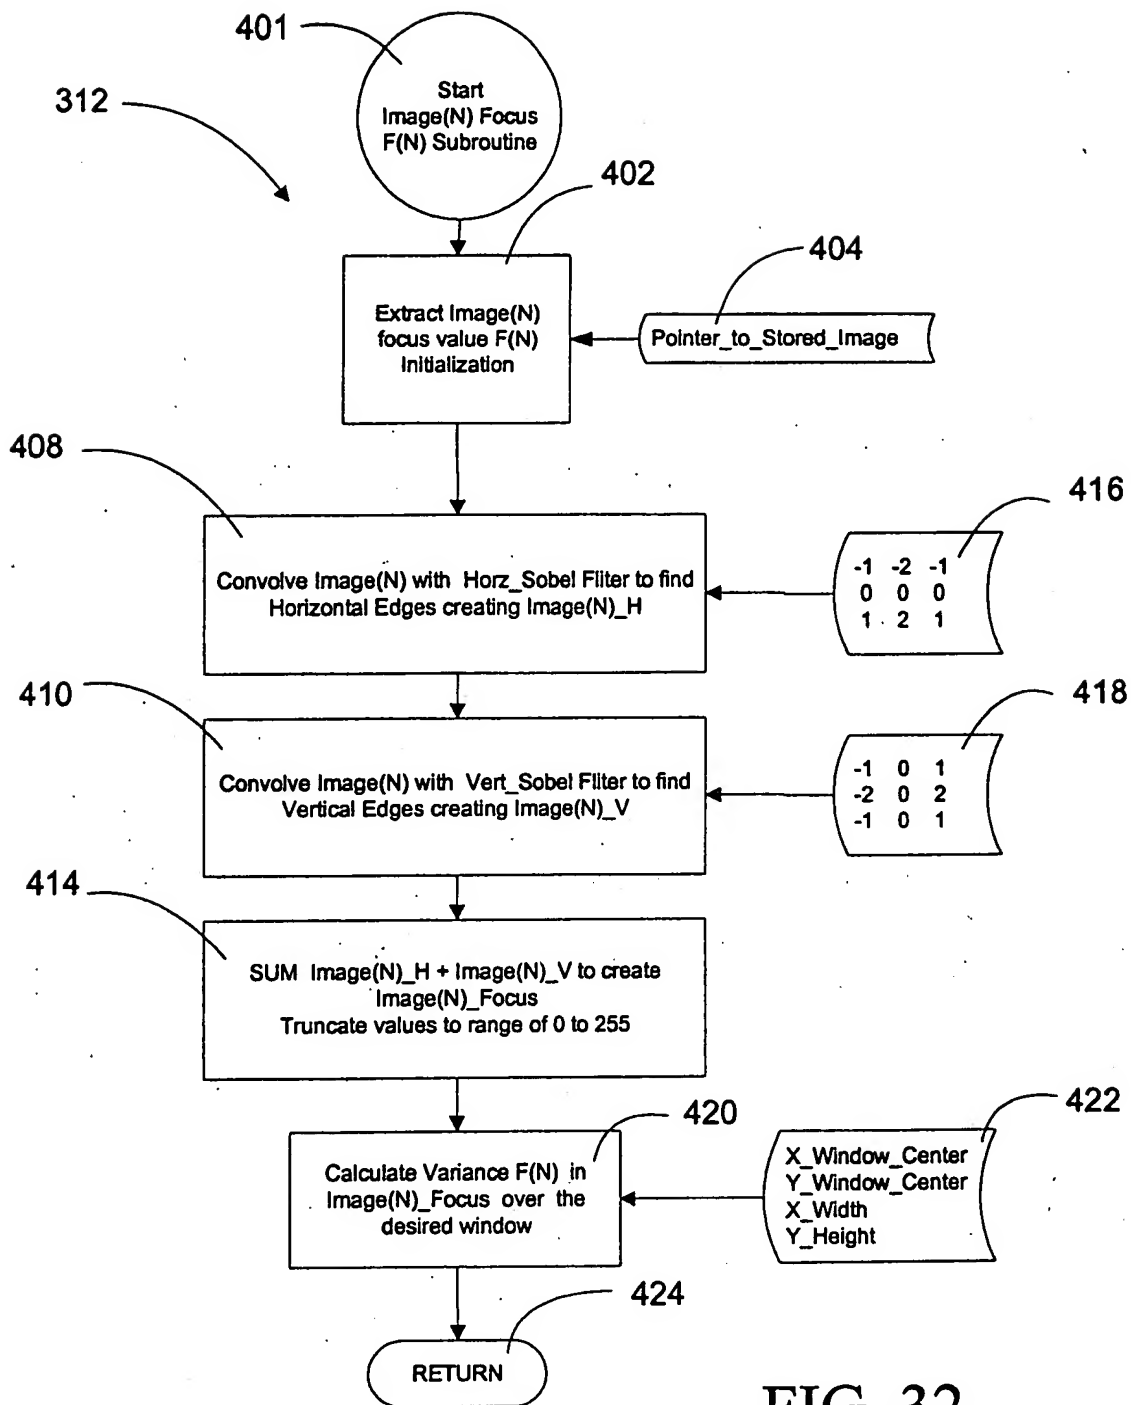 401
Start
Image(N) Focus
F(N) Subroutine
312
402
Extract Image(N)
focus value F(N)
Initialization
404
Pointer_to_Stored_Image
408
Convolve Image(N) with Horz_Sobel Filter to find
Horizontal Edges creating Image(N)_H
416
-1 -2 -1
0 0 0
1 2 1
410
Convolve Image(N) with Vert_Sobel Filter to find
Vertical Edges creating Image(N)_V
418
-1 0 1
-2 0 2
-1 0 1
414
SUM Image(N)_H + Image(N)_V to create
Image(N)_Focus
Truncate values to range of 0 to 255
420
Calculate Variance F(N) in
Image(N)_Focus over the
desired window
422
X_Window_Center
Y_Window_Center
X_Width
Y_Height
424
RETURN
FIG. 32